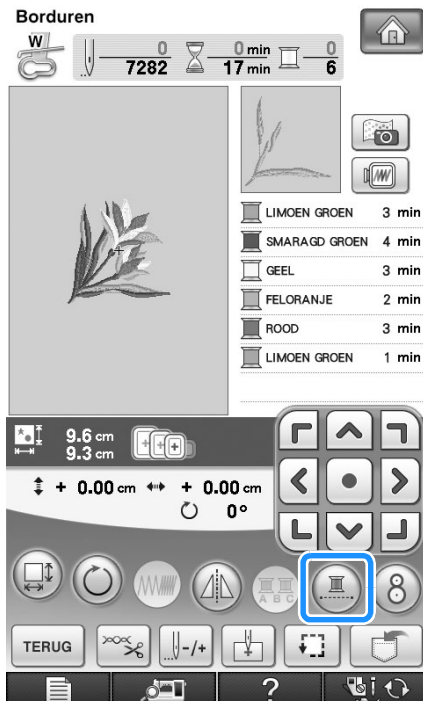 Borduren
W
0 0 min 0
7282 17 min 6
LIMOEN GROEN 3 min
SMARAGD GROEN 4 min
GEEL 3 min
FELORANJE 2 min
ROOD 3 min
LIMOEN GROEN 1 min
9.6 cm
9.3 cm
+ 0.00 cm + 0.00 cm
0°
A B C
8
TERUG -/+
? i